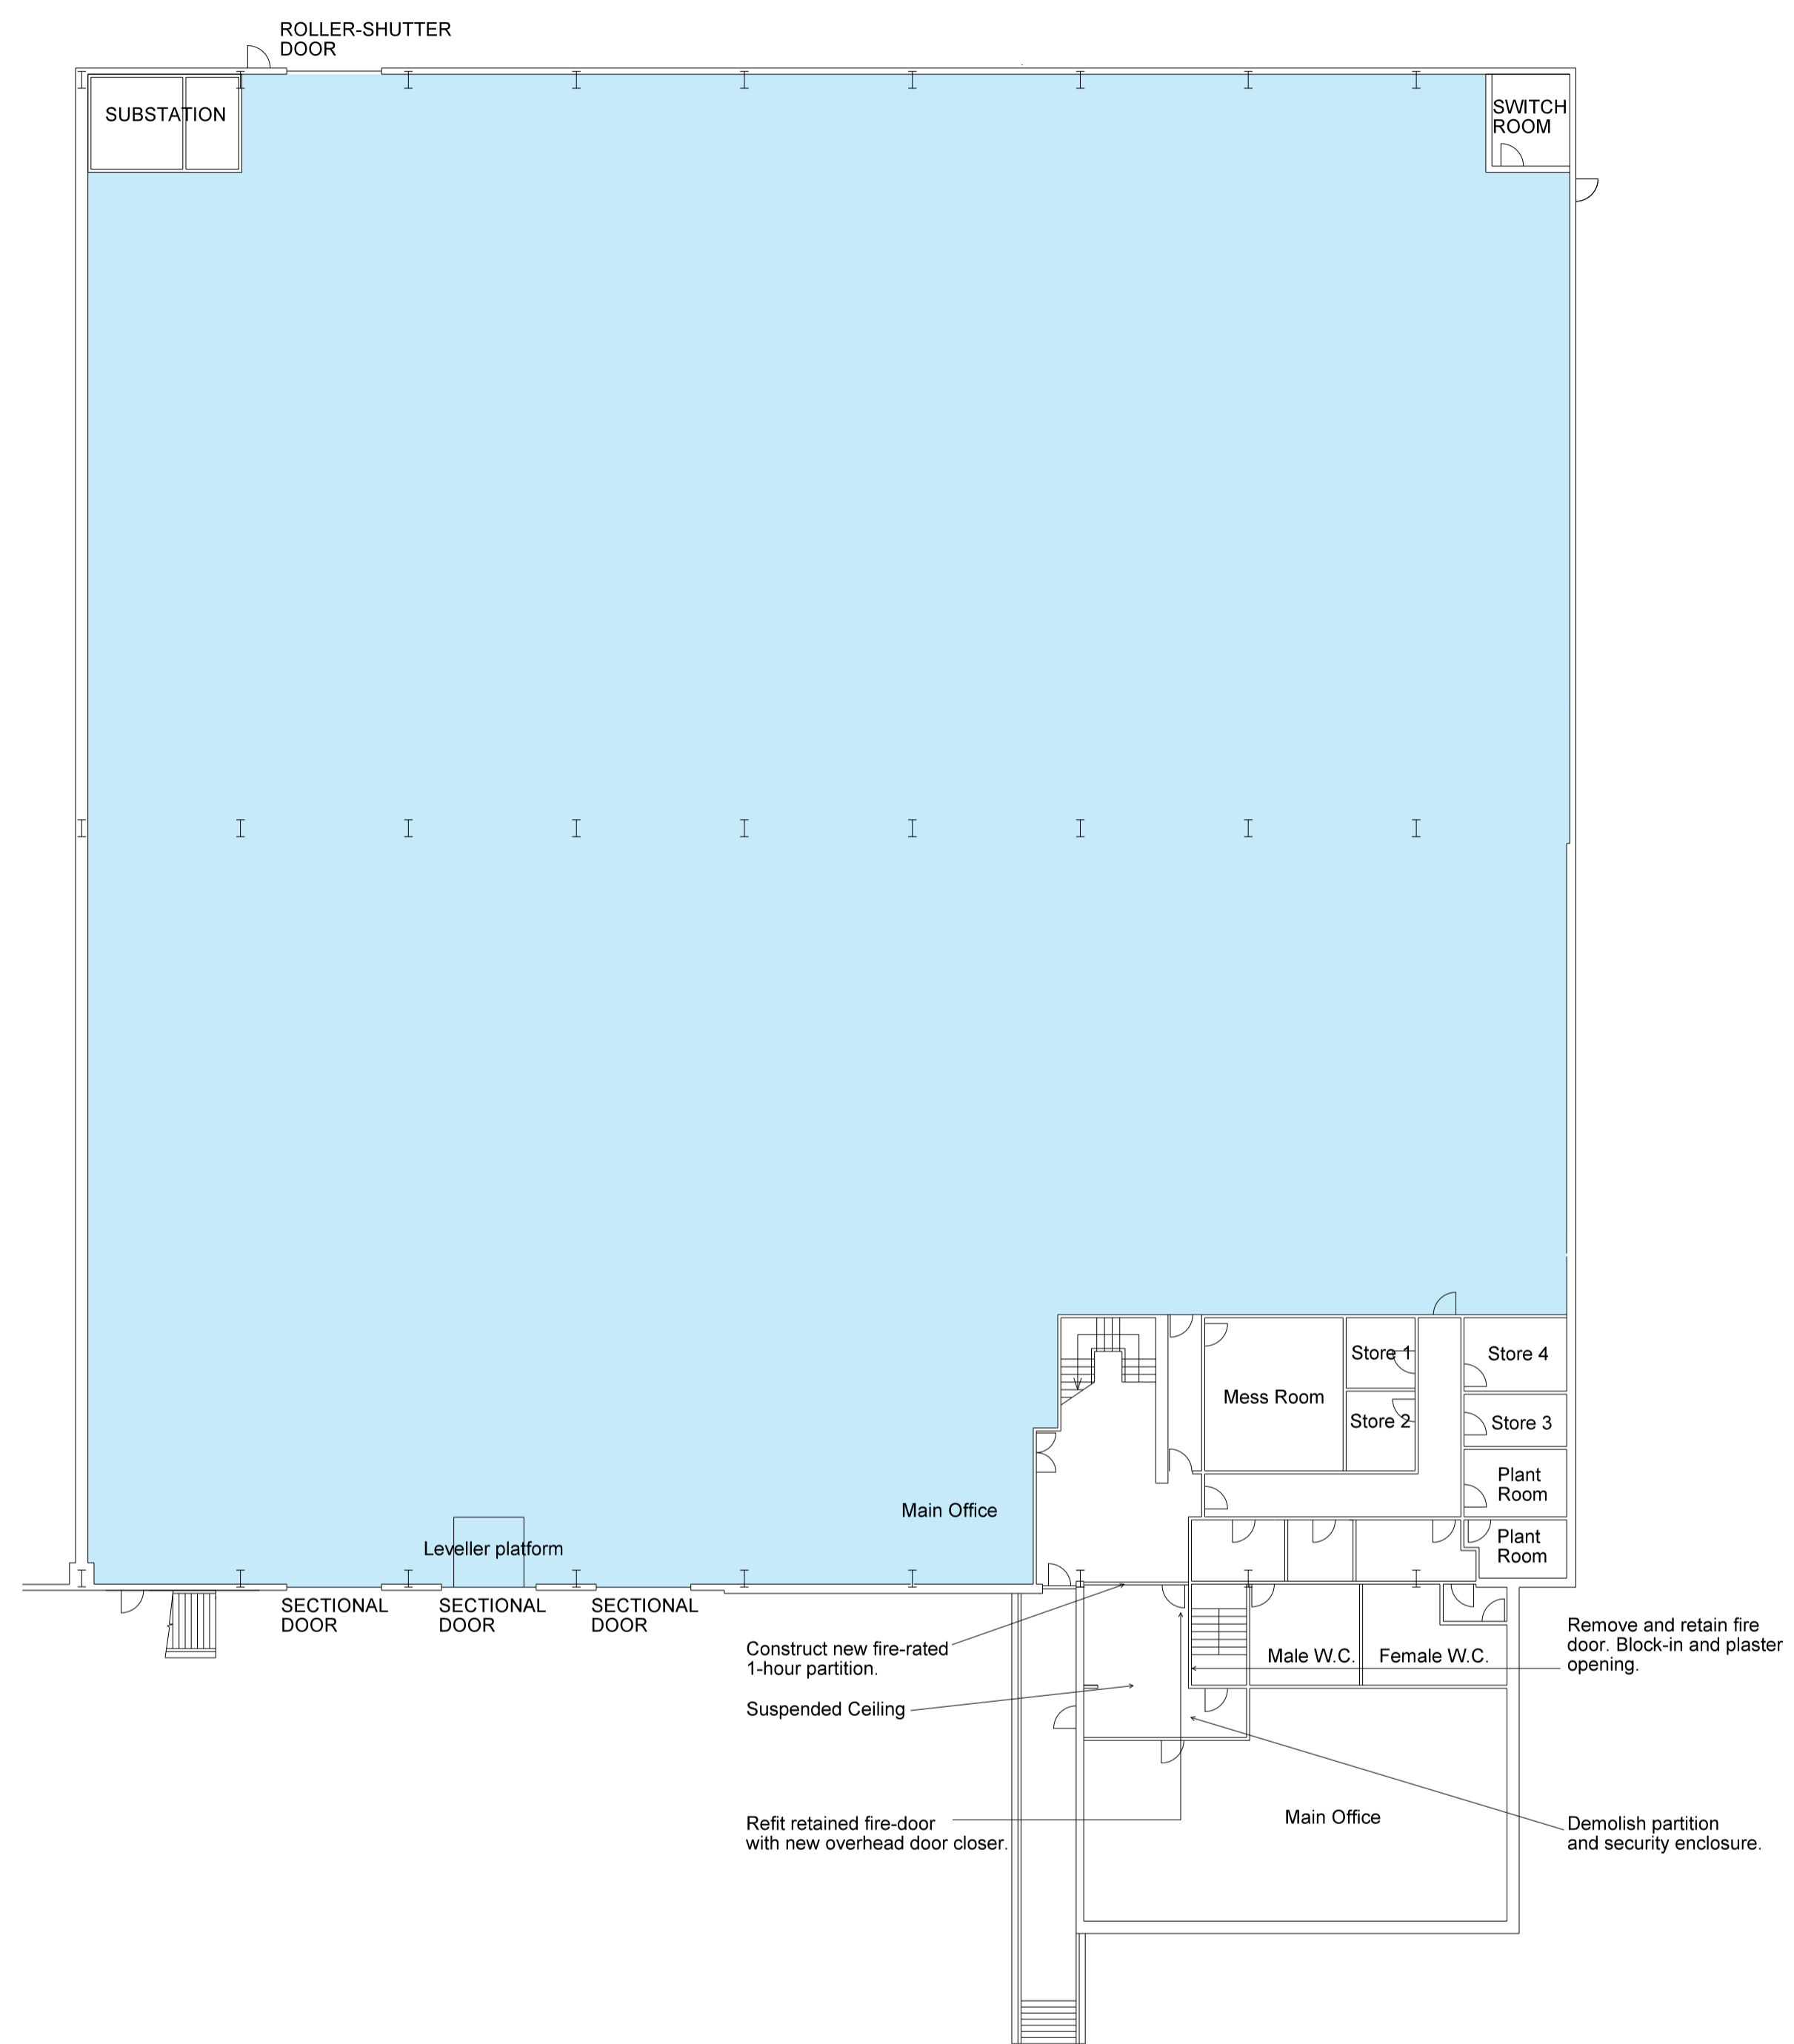 ROLLER-SHUTTER
DOOR
SUBSTATION
SWITCH
ROOM
Store 1
Store 4
Mess Room
Store 2
Store 3
Plant
Room
Main Office
Plant
Room
Leveller platform
SECTIONAL
DOOR
SECTIONAL
DOOR
SECTIONAL
DOOR
Construct new fire-rated
1-hour partition.
Remove and retain fire
door. Block-in and plaster
opening.
Male W.C.
Female W.C.
Suspended Ceiling
Main Office
Refit retained fire-door
with new overhead door closer.
Demolish partition
and security enclosure.